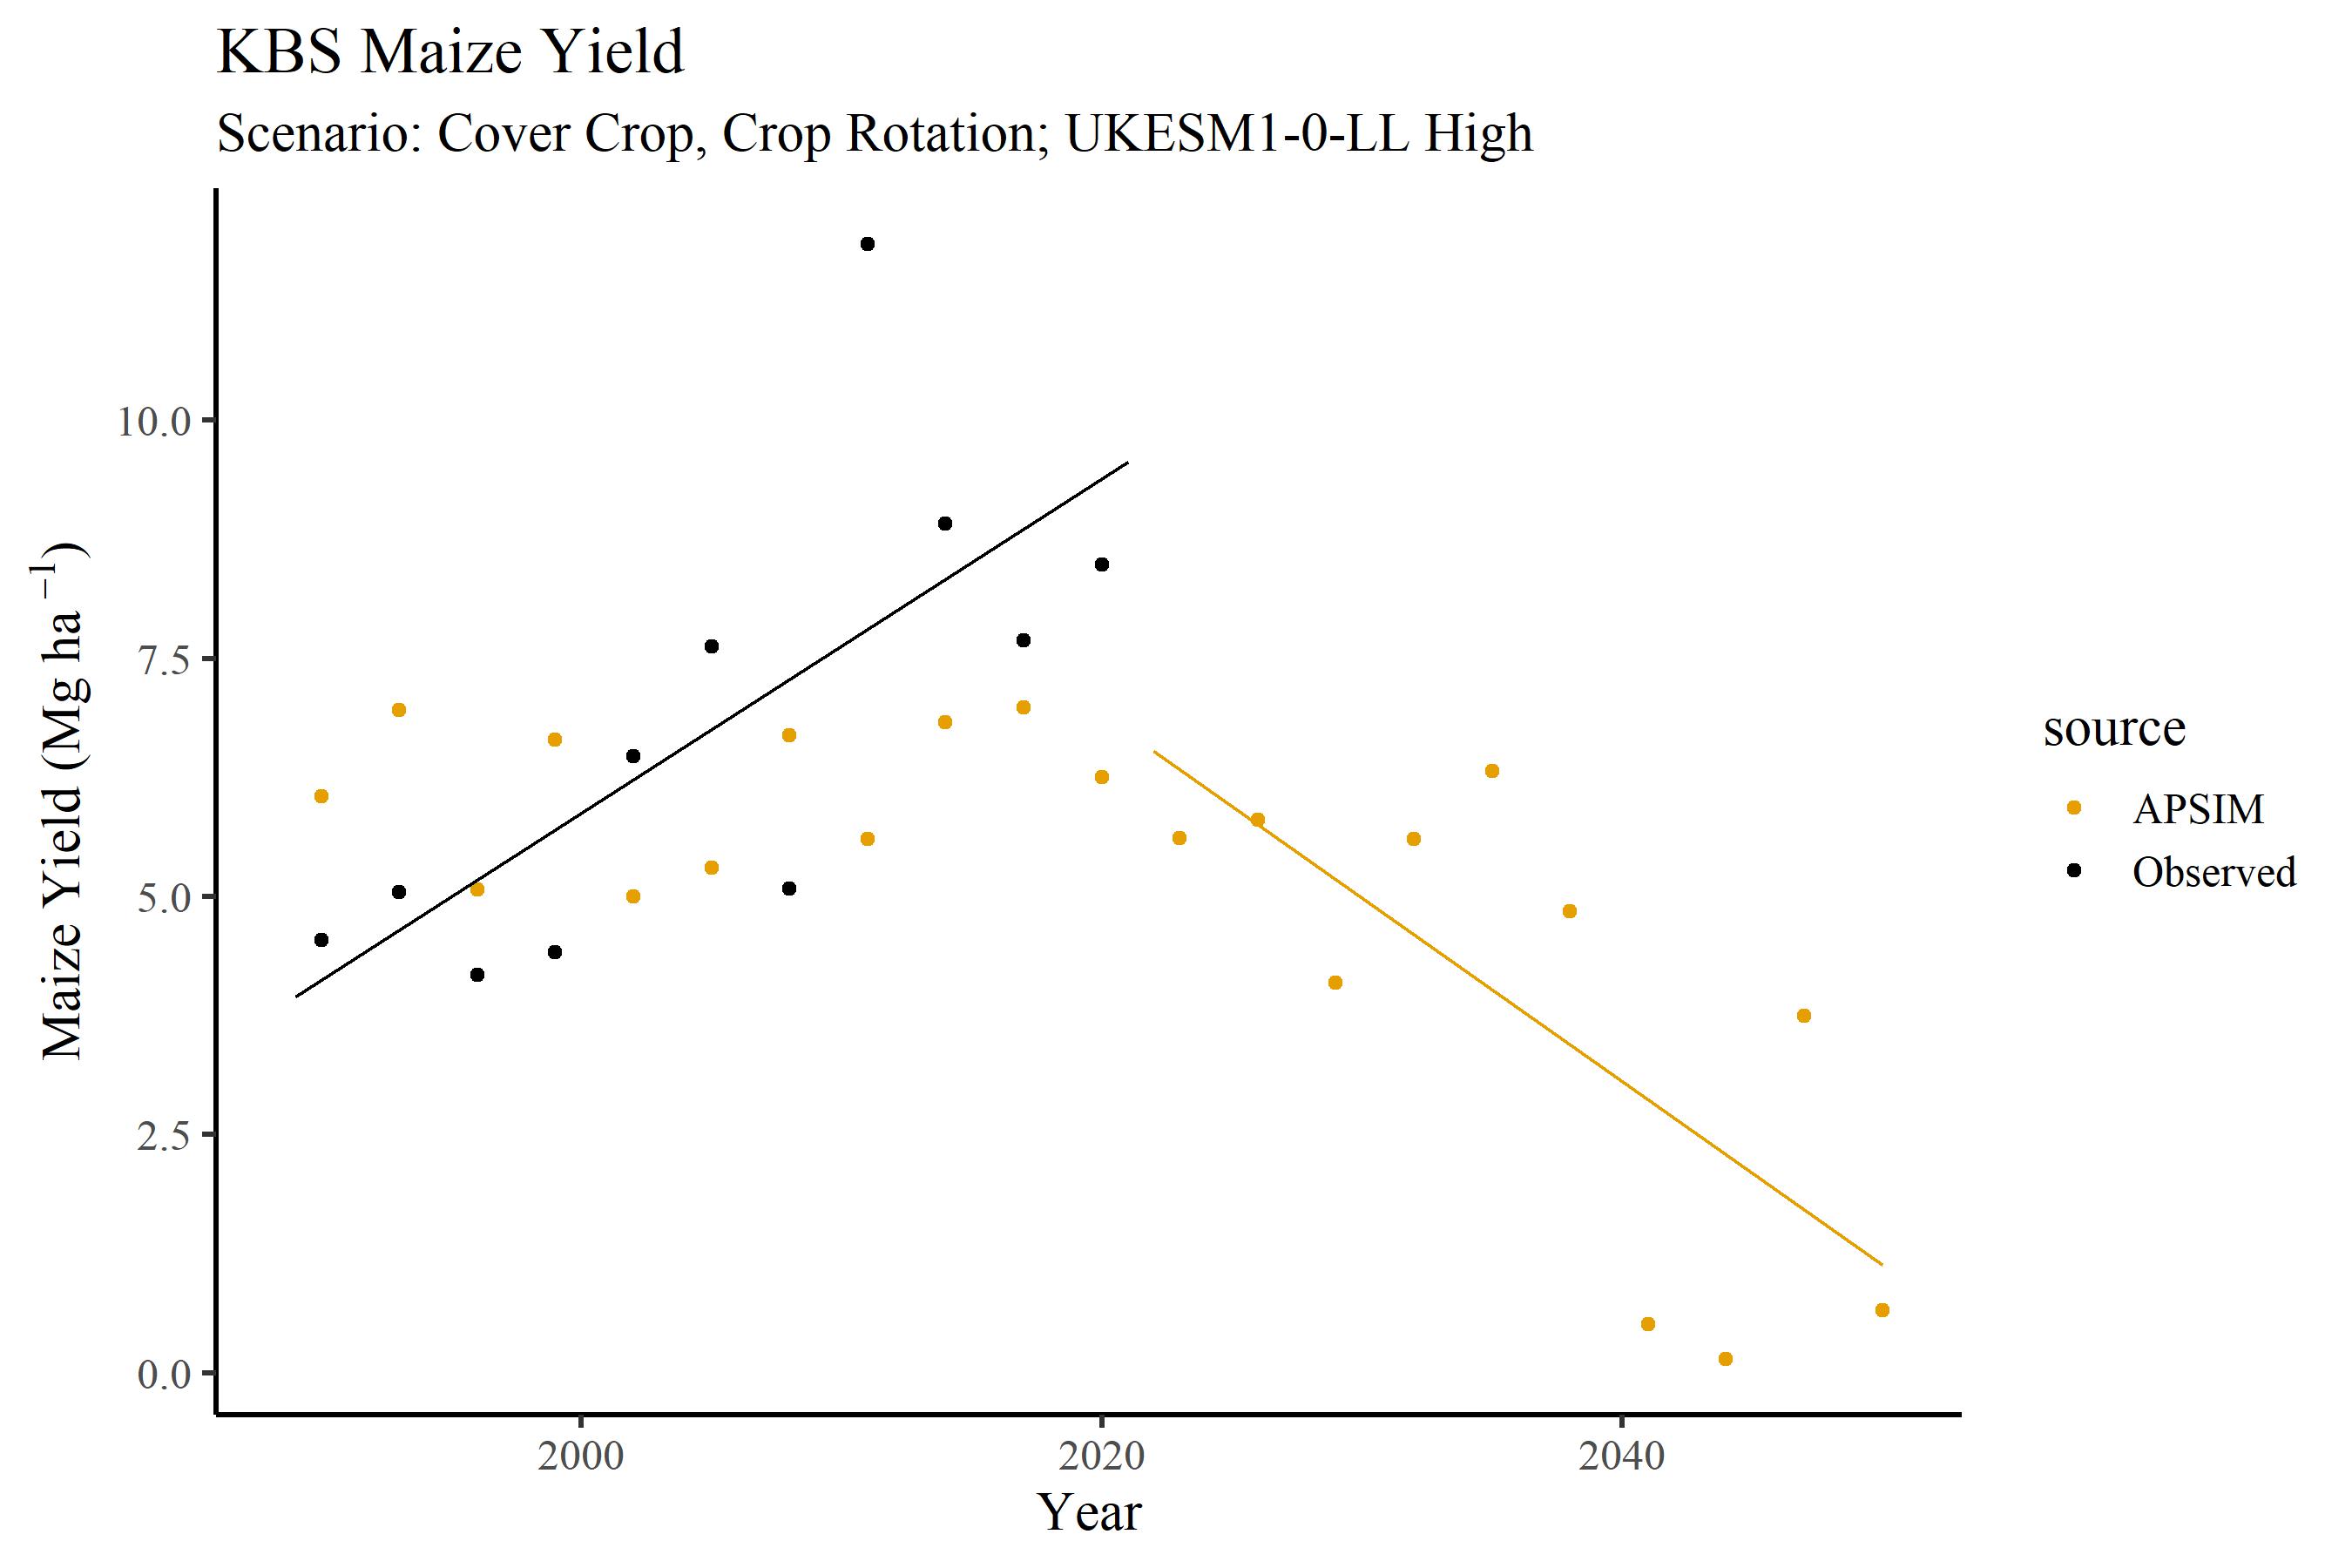 KBS Maize Yield
Scenario: Cover Crop, Crop Rotation; UKESM1-0-LL High
Maize Yield (Mg ha⁻¹)
10.0
7.5
5.0
2.5
0.0
2000 2020 2040
Year
source
APSIM
Observed